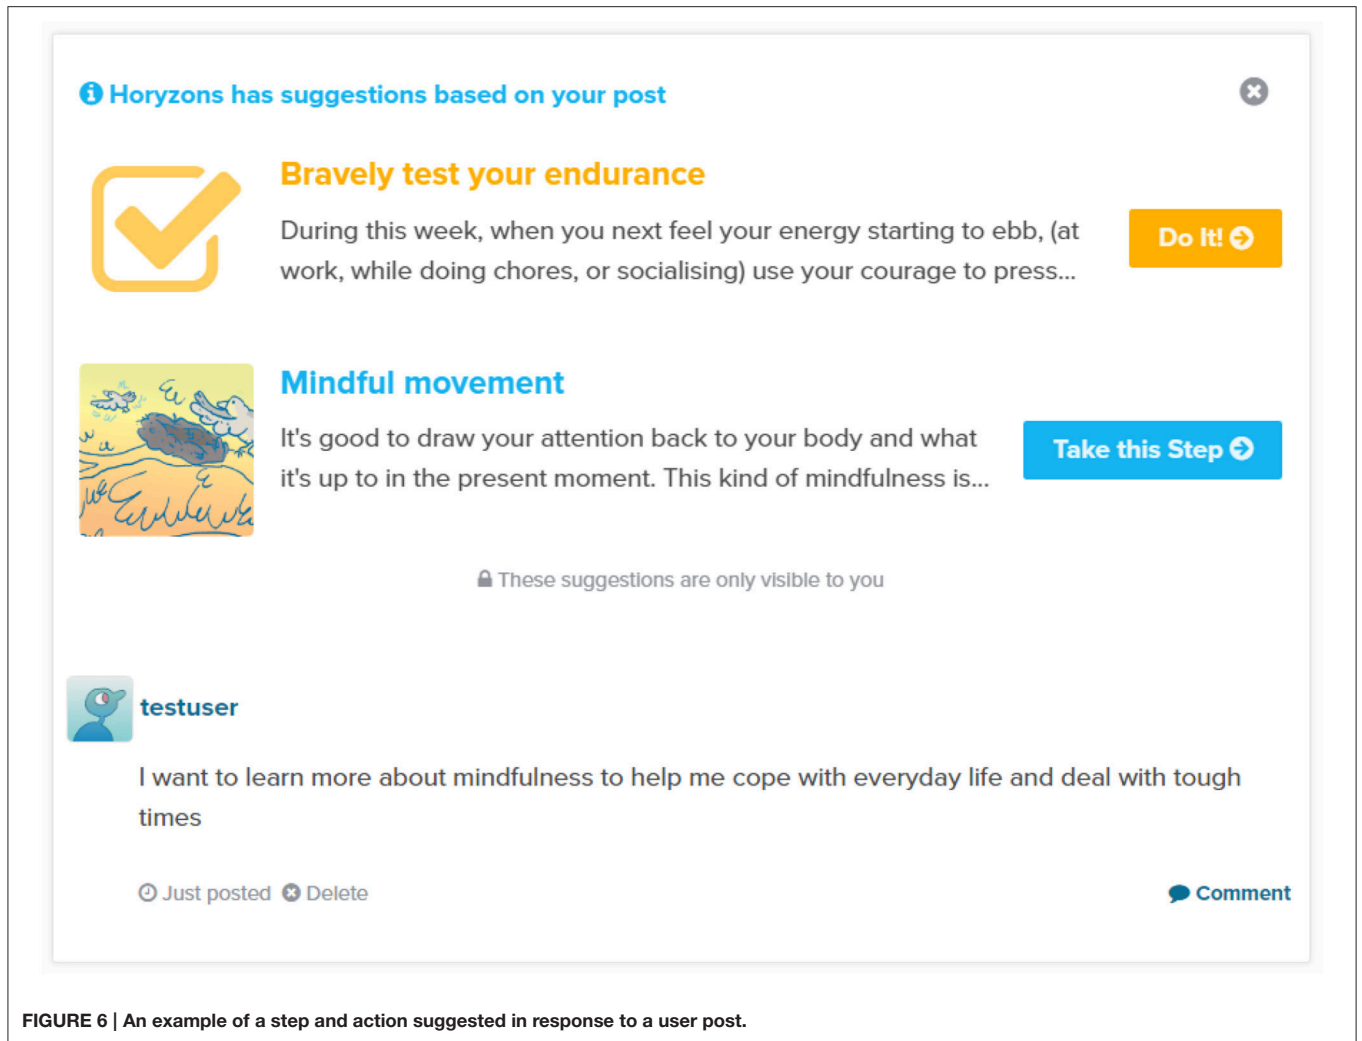 Horyzons has suggestions based on your post
Bravely test your endurance
During this week, when you next feel your energy starting to ebb, (at
work, while doing chores, or socialising) use your courage to press...
Do It!
Mindful movement
It's good to draw your attention back to your body and what
it's up to in the present moment. This kind of mindfulness is...
Take this Step
These suggestions are only visible to you
testuser
I want to learn more about mindfulness to help me cope with everyday life and deal with tough
times
Just posted Delete
Comment
FIGURE 6 | An example of a step and action suggested in response to a user post.